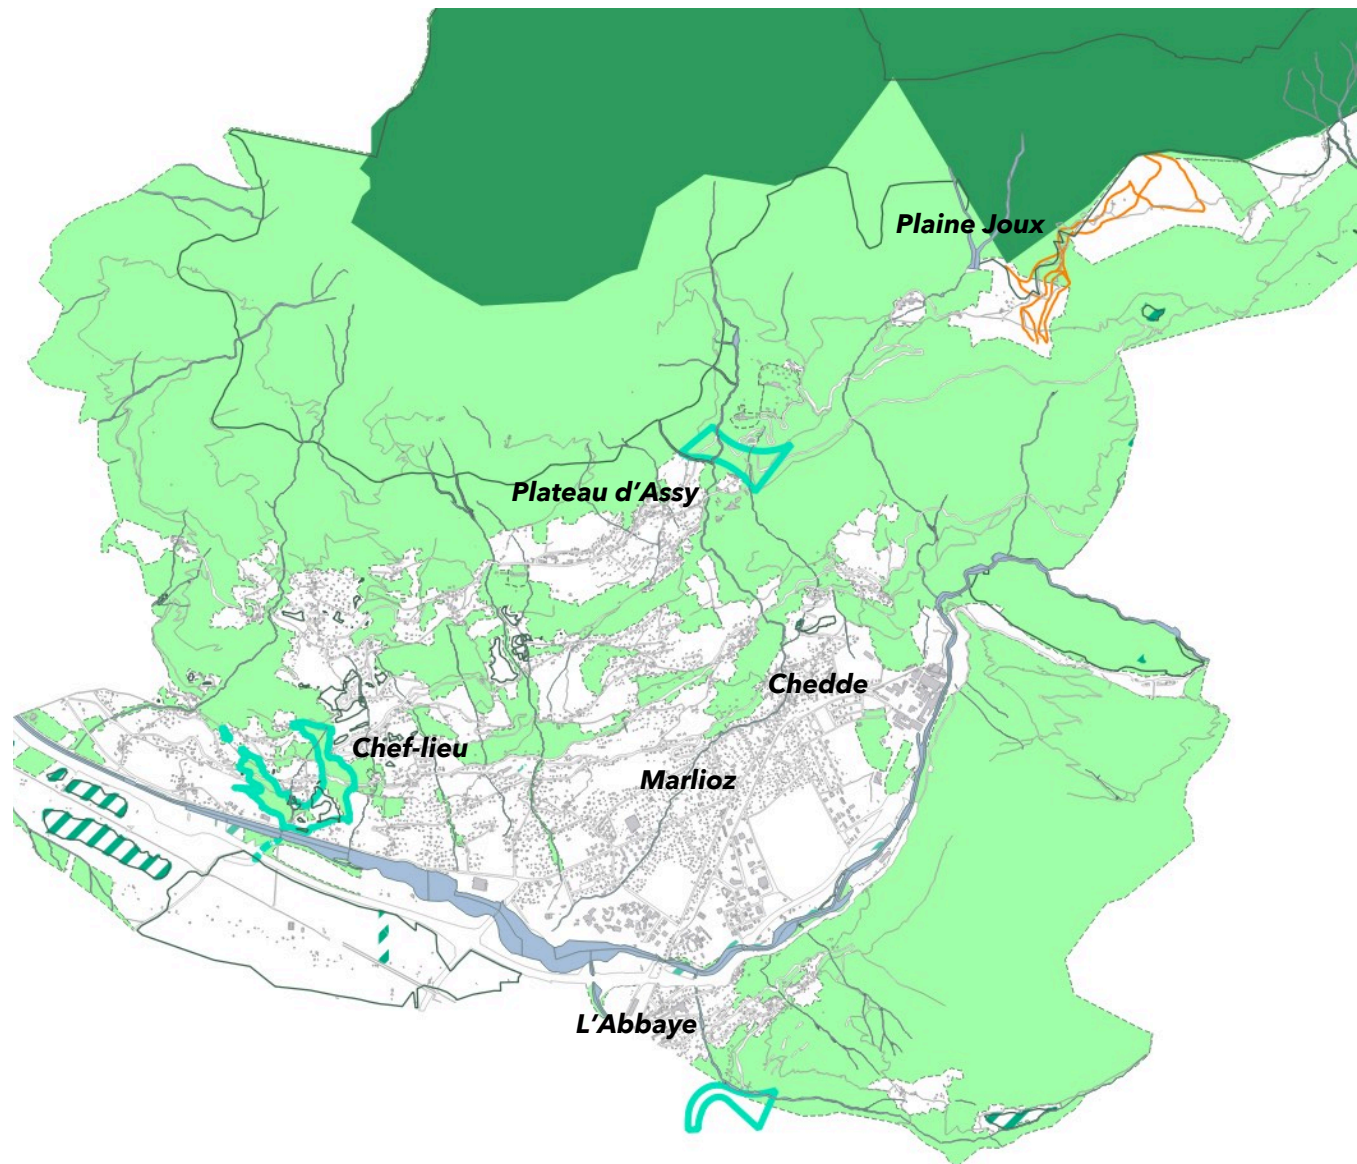 Plaine Joux
Plateau d'Assy
Chedde
Chef-lieu
Marlioz
L'Abbaye